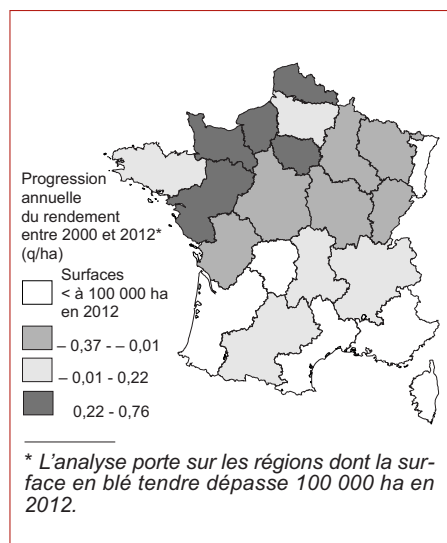 Progression
annuelle
du rendement
entre 2000 et 2012*
(q/ha)
Surfaces
< à 100 000 ha
en 2012
– 0,37 - – 0,01
– 0,01 - 0,22
0,22 - 0,76
* L'analyse porte sur les régions dont la sur-
face en blé tendre dépasse 100 000 ha en
2012.